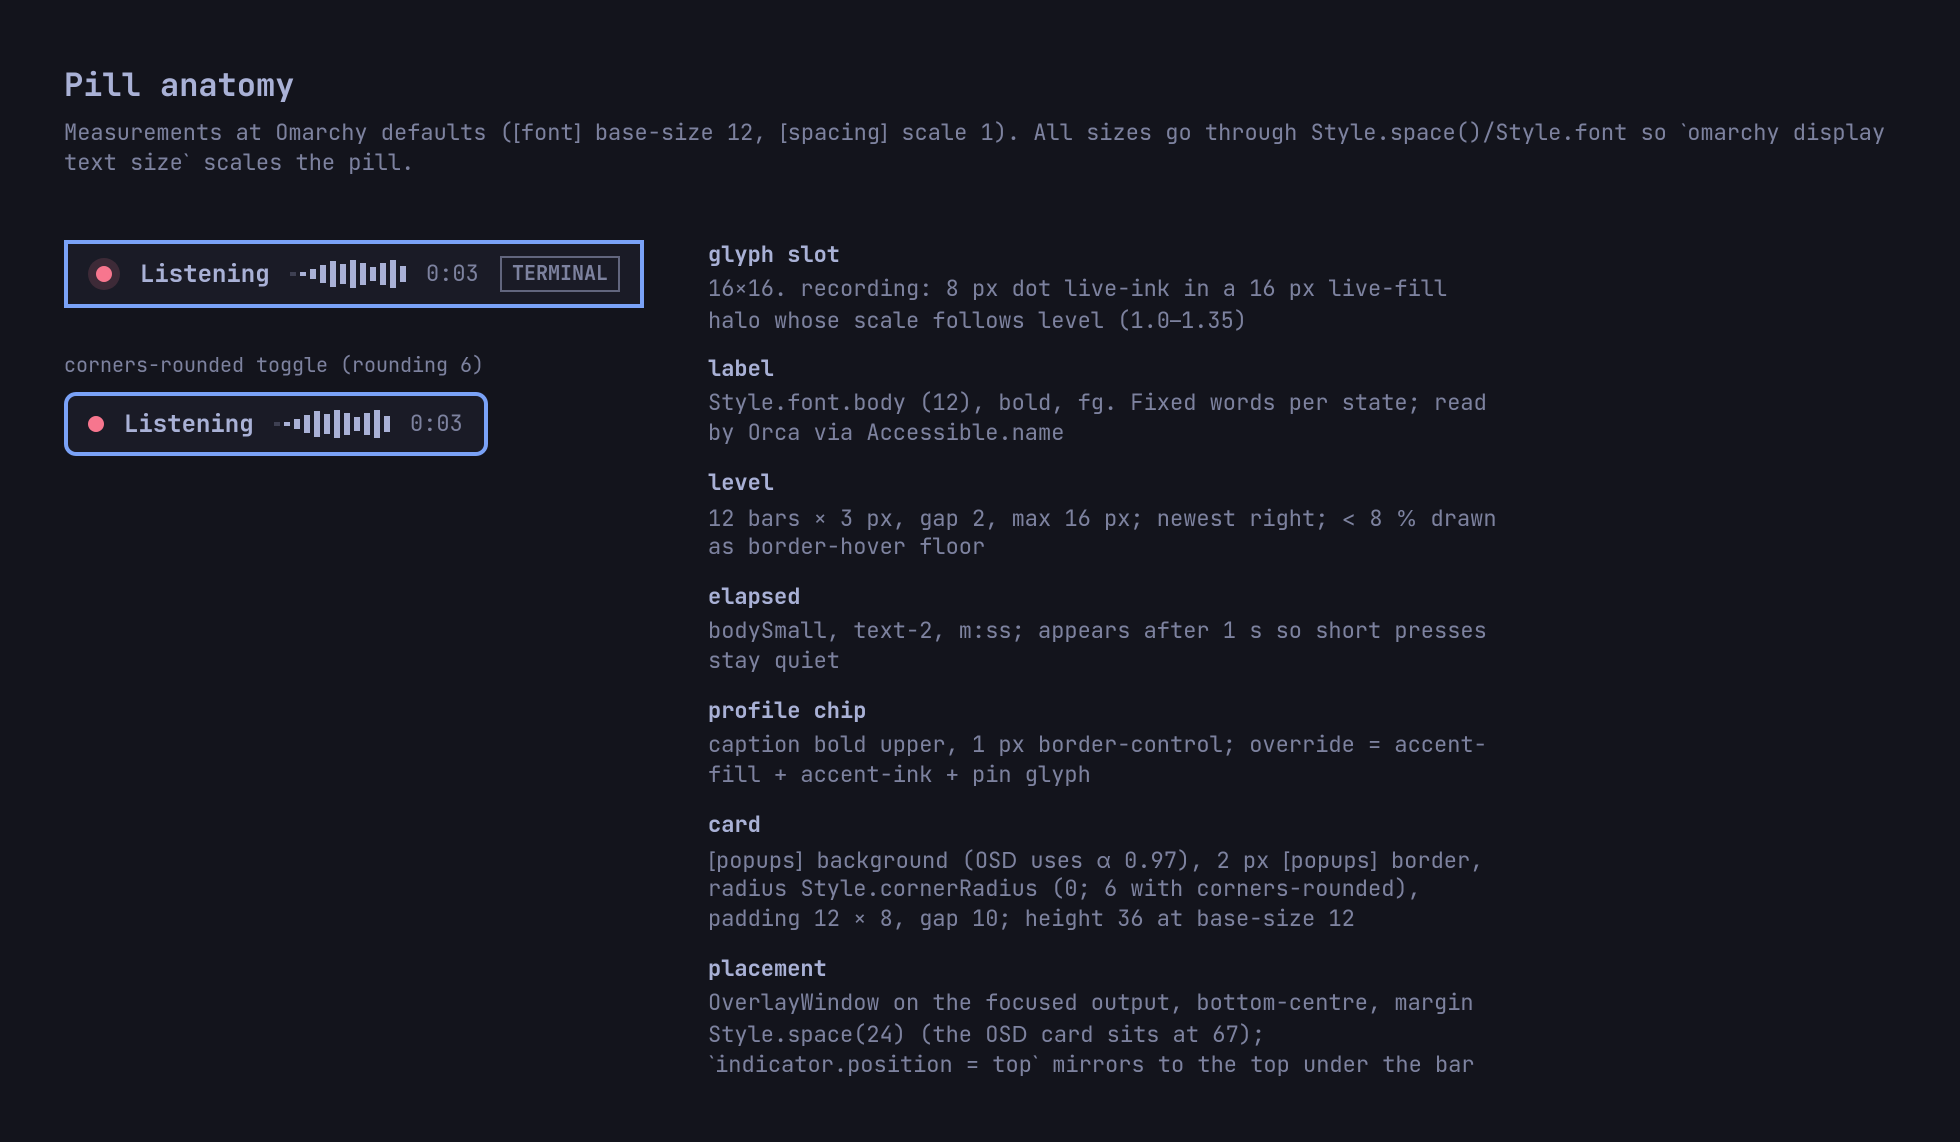 Pill anatomy
Measurements at Omarchy defaults ([font] base-size 12, [spacing] scale 1). All sizes go through Style.space()/Style.font so `omarchy display
text size` scales the pill.
Listening 0:03 TERMINAL
corners-rounded toggle (rounding 6)
Listening 0:03
glyph slot
16×16. recording: 8 px dot live-ink in a 16 px live-fill
halo whose scale follows level (1.0–1.35)
label
Style.font.body (12), bold, fg. Fixed words per state; read
by Orca via Accessible.name
level
12 bars × 3 px, gap 2, max 16 px; newest right; < 8 % drawn
as border-hover floor
elapsed
bodySmall, text-2, m:ss; appears after 1 s so short presses
stay quiet
profile chip
caption bold upper, 1 px border-control; override = accent-
fill + accent-ink + pin glyph
card
[popups] background (OSD uses α 0.97), 2 px [popups] border,
radius Style.cornerRadius (0; 6 with corners-rounded),
padding 12 × 8, gap 10; height 36 at base-size 12
placement
OverlayWindow on the focused output, bottom-centre, margin
Style.space(24) (the OSD card sits at 67);
`indicator.position = top` mirrors to the top under the bar